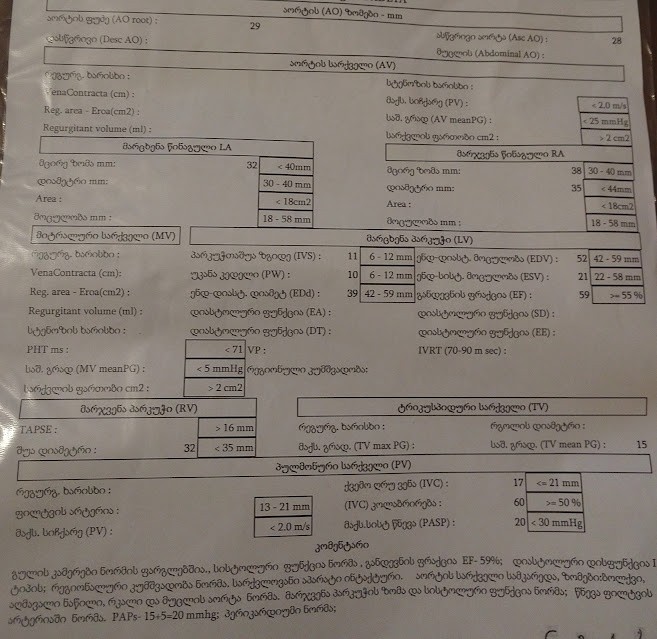 აორტის (AO) ზომები - mm
აორტის ფუძე (AO root) : 29 ასწვრივი აორტა (Asc AO) : 28
დასწვრივი (Desc AO) : მუცლის (Abdominal AO) :
აორტის სარქველი (AV)
რეგურგ. ხარისხი : სტენოზის ხარისხი :
VenaContracta (cm) : მაქს. სიჩქარე (PV) : < 2.0 m/s
Reg. area - Eroa(cm2) : საშ. გრად (AV meanPG) : < 25 mmHg
Regurgitant volume (ml) : სარქვლის ფართობი cm2 : > 2 cm2
მარცხენა წინაგული LA მარჯვენა წინაგული RA
მცირე ზომა mm: 32 < 40mm მცირე ზომა mm: 38 30 - 40 mm
დიამეტრი mm: 30 - 40 mm დიამეტრი mm: 35 < 44mm
Area : < 18cm2 Area : < 18cm2
მოცულობა mm : 18 - 58 mm მოცულობა mm : 18 - 58 mm
მიტრალური სარქველი (MV) მარცხენა პარკუჭი (LV)
რეგურგ. ხარისხი : პარკუჭთაშუა ზგიდე (IVS) : 11 6 - 12 mm ენდ-დიასტ. მოცულობა (EDV) : 52 42 - 59 mm
VenaContracta (cm): უკანა კედელი (PW) : 10 6 - 12 mm ენდ-სისტ. მოცულობა (ESV) : 21 22 - 58 mm
Reg. area - Eroa(cm2) : ენდ-დიასტ. დიამეტ (EDd) : 39 42 - 59 mm განდევნის ფრაქცია (EF) : 59 >= 55 %
Regurgitant volume (ml) : დიასტოლური ფუნქცია (EA) : დიასტოლური ფუნქცია (SD) :
სტენოზის ხარისხი : დიასტოლური ფუნქცია (DT) : დიასტოლური ფუნქცია (EE) :
PHT ms : < 71 VP : IVRT (70-90 m sec) :
საშ. გრად (MV meanPG) : < 5 mmHg რეგიონული კუმშვადობა:
სარქვლის ფართობი cm2 : > 2 cm2
მარჯვენა პარკუჭი (RV) ტრიკუსპიდური სარქველი (TV)
TAPSE : > 16 mm რეგურგ. ხარისხი : რგოლის დიამეტრი :
შუა დიამეტრი : 32 < 35 mm მაქს. გრად. (TV max PG) : საშ. გრად. (TV mean PG) : 15
პულმონური სარქველი (PV)
რეგურგ. ხარისხი : ქვემო ღრუ ვენა (IVC) : 17 <= 21 mm
ფილტვის არტერია : 13 - 21 mm (IVC) კოლაბრირება : 60 >= 50 %
მაქს. სიჩქარე (PV) : < 2.0 m/s მაქს.სისტ წნევა (PASP) : 20 < 30 mmHg
კომენტარი
გულის კამერები ნორმის ფარგლებშია., სისტოლური ფუნქცია ნორმა , განდევნის ფრაქცია EF- 59%; დიასტოლური დისფუნქცია I
ტიპის; რეგიონალური კუმშვადობა ნორმა. სარქვლოვანი აპარატი ინტაქტური. აორტის სარქველი სამკარედა, ზომები:ბოლქვი,
აღმავალი ნაწილი, რკალი და მუცლის აორტა ნორმა. მარჯვენა პარკუჭის ზომა და სისტოლური ფუნქცია ნორმა; წნევა ფილტვის
არტერიაში ნორმა. PAPs- 15+5=20 mmhg; პერიკარდიუმი ნორმა;